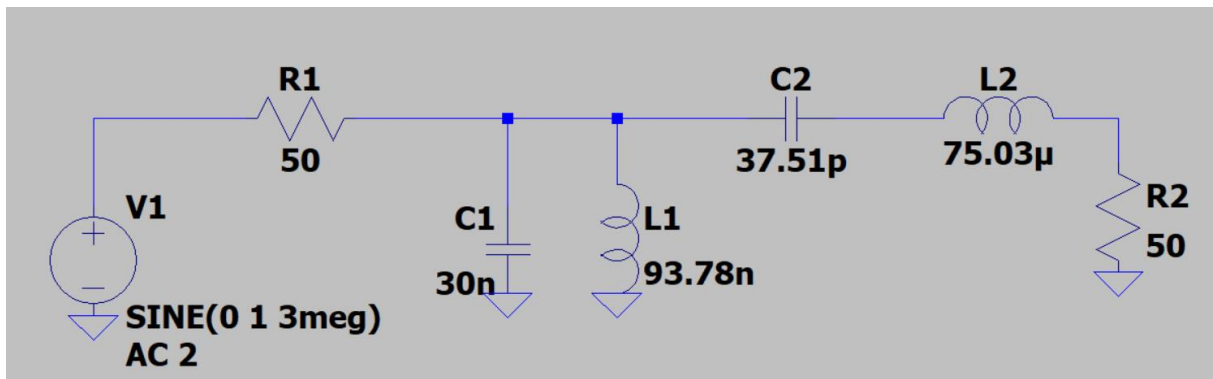 R1
50
C2
37.51p
L2
75.03µ
V1
SINE(0 1 3meg)
AC 2
C1
30n
L1
93.78n
R2
50